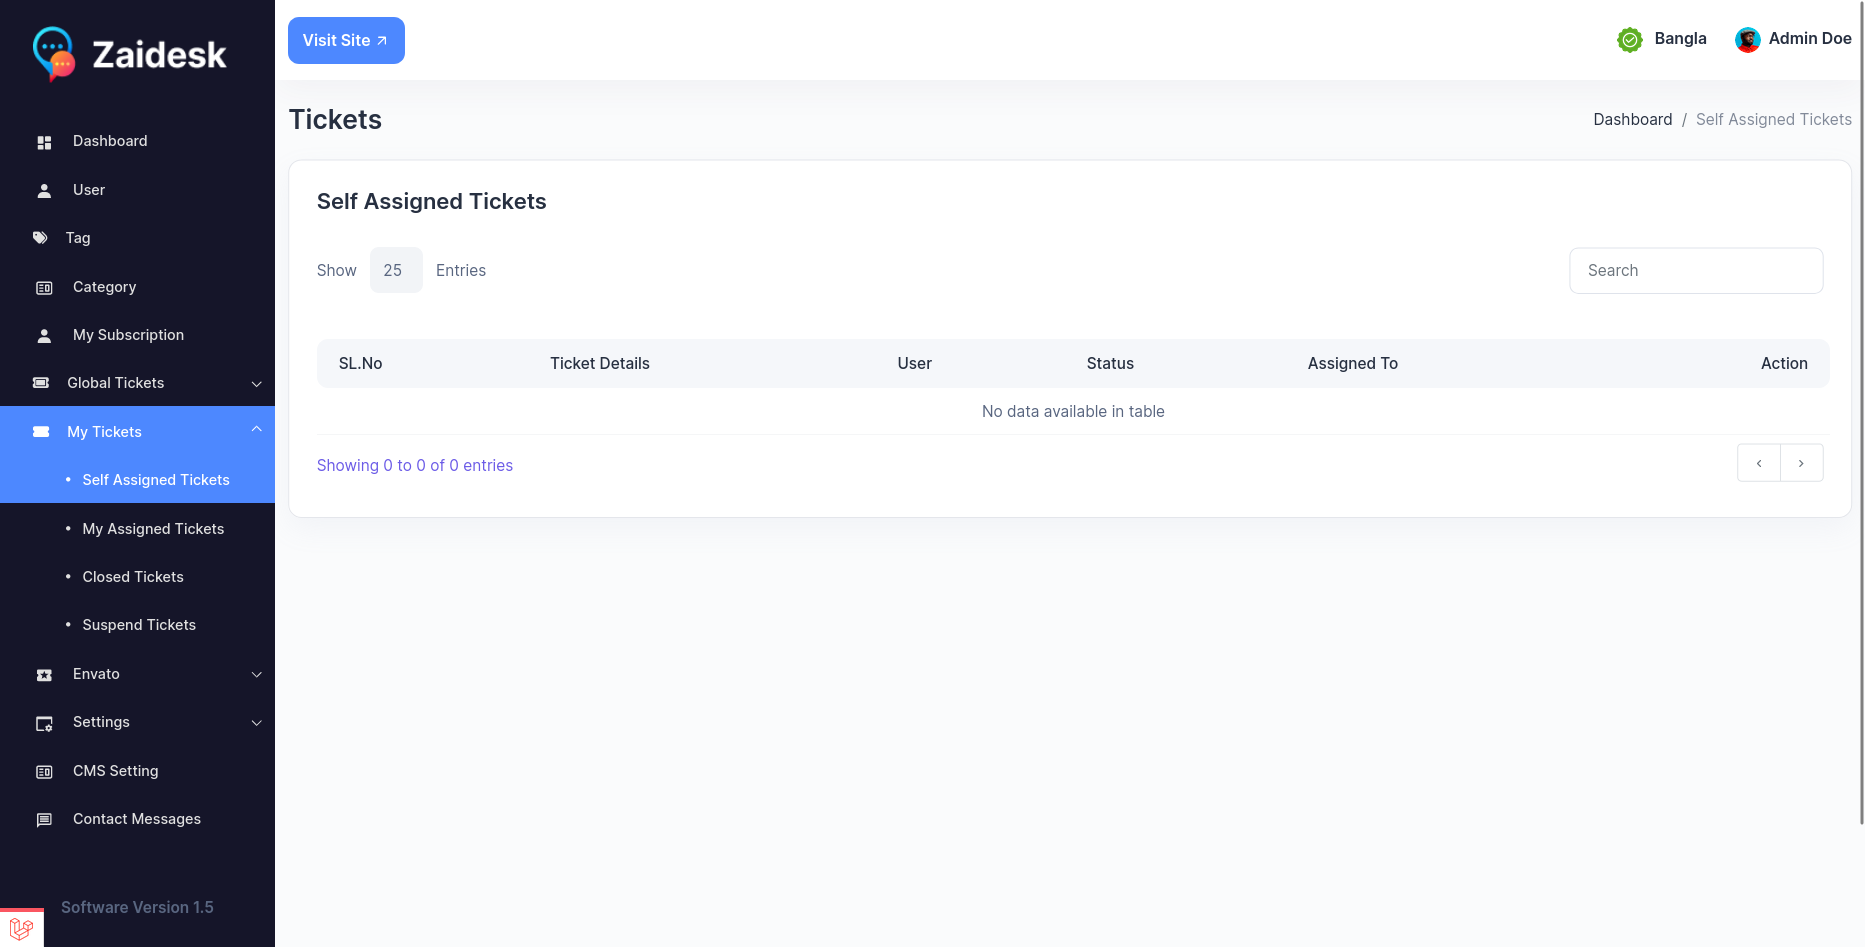 Zaidesk
Visit Site
Bangla
Admin Doe
Dashboard
User
Tag
Category
My Subscription
Global Tickets
My Tickets
Self Assigned Tickets
My Assigned Tickets
Closed Tickets
Suspend Tickets
Envato
Settings
CMS Setting
Contact Messages
Software Version 1.5
Tickets
Dashboard / Self Assigned Tickets
Self Assigned Tickets
Show 25 Entries
Search
SL.No Ticket Details User Status Assigned To Action
No data available in table
Showing 0 to 0 of 0 entries
‹ ›